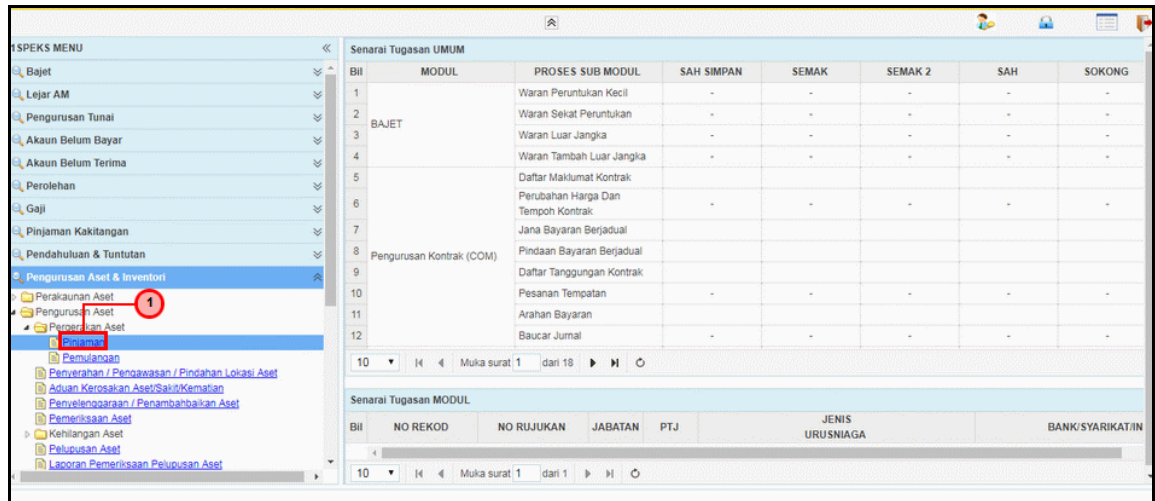 1SPEKS MENU
Bajet
Lejar AM
Pengurusan Tunai
Akaun Belum Bayar
Akaun Belum Terima
Perolehan
Gaji
Pinjaman Kakitangan
Pendahuluan & Tuntutan
Pengurusan Aset & Inventori
Perakaunan Aset
1
Pengurusan Aset
Pergerakan Aset
Pinjaman
Pemulangan
Penyerahan / Pengawasan / Pindahan Lokasi Aset
Aduan Kerosakan Aset/Sakit/Kematian
Penyelenggaraan / Penambahbaikan Aset
Pemeriksaan Aset
Kehilangan Aset
Pelupusan Aset
Laporan Pemeriksaan Pelupusan Aset
Senarai Tugasan UMUM
Bil MODUL PROSES SUB MODUL SAH SIMPAN SEMAK SEMAK 2 SAH SOKONG
1 Waran Peruntukan Kecil - - - - -
2 Waran Sekat Peruntukan - - - - -
BAJET
3 Waran Luar Jangka - - - - -
4 Waran Tambah Luar Jangka - - - - -
5 Daftar Maklumat Kontrak
6 Perubahan Harga Dan - - - - -
Tempoh Kontrak
7 Jana Bayaran Berjadual
8 Pengurusan Kontrak (COM) Pindaan Bayaran Berjadual
9 Daftar Tanggungan Kontrak
10 Pesanan Tempatan - - - - -
11 Arahan Bayaran
12 Baucar Jurnal - - - - -
10 Muka surat 1 dari 18
Senarai Tugasan MODUL
Bil NO REKOD NO RUJUKAN JABATAN PTJ JENIS
URUSNIAGA BANK/SYARIKAT/IN
10 Muka surat 1 dari 1